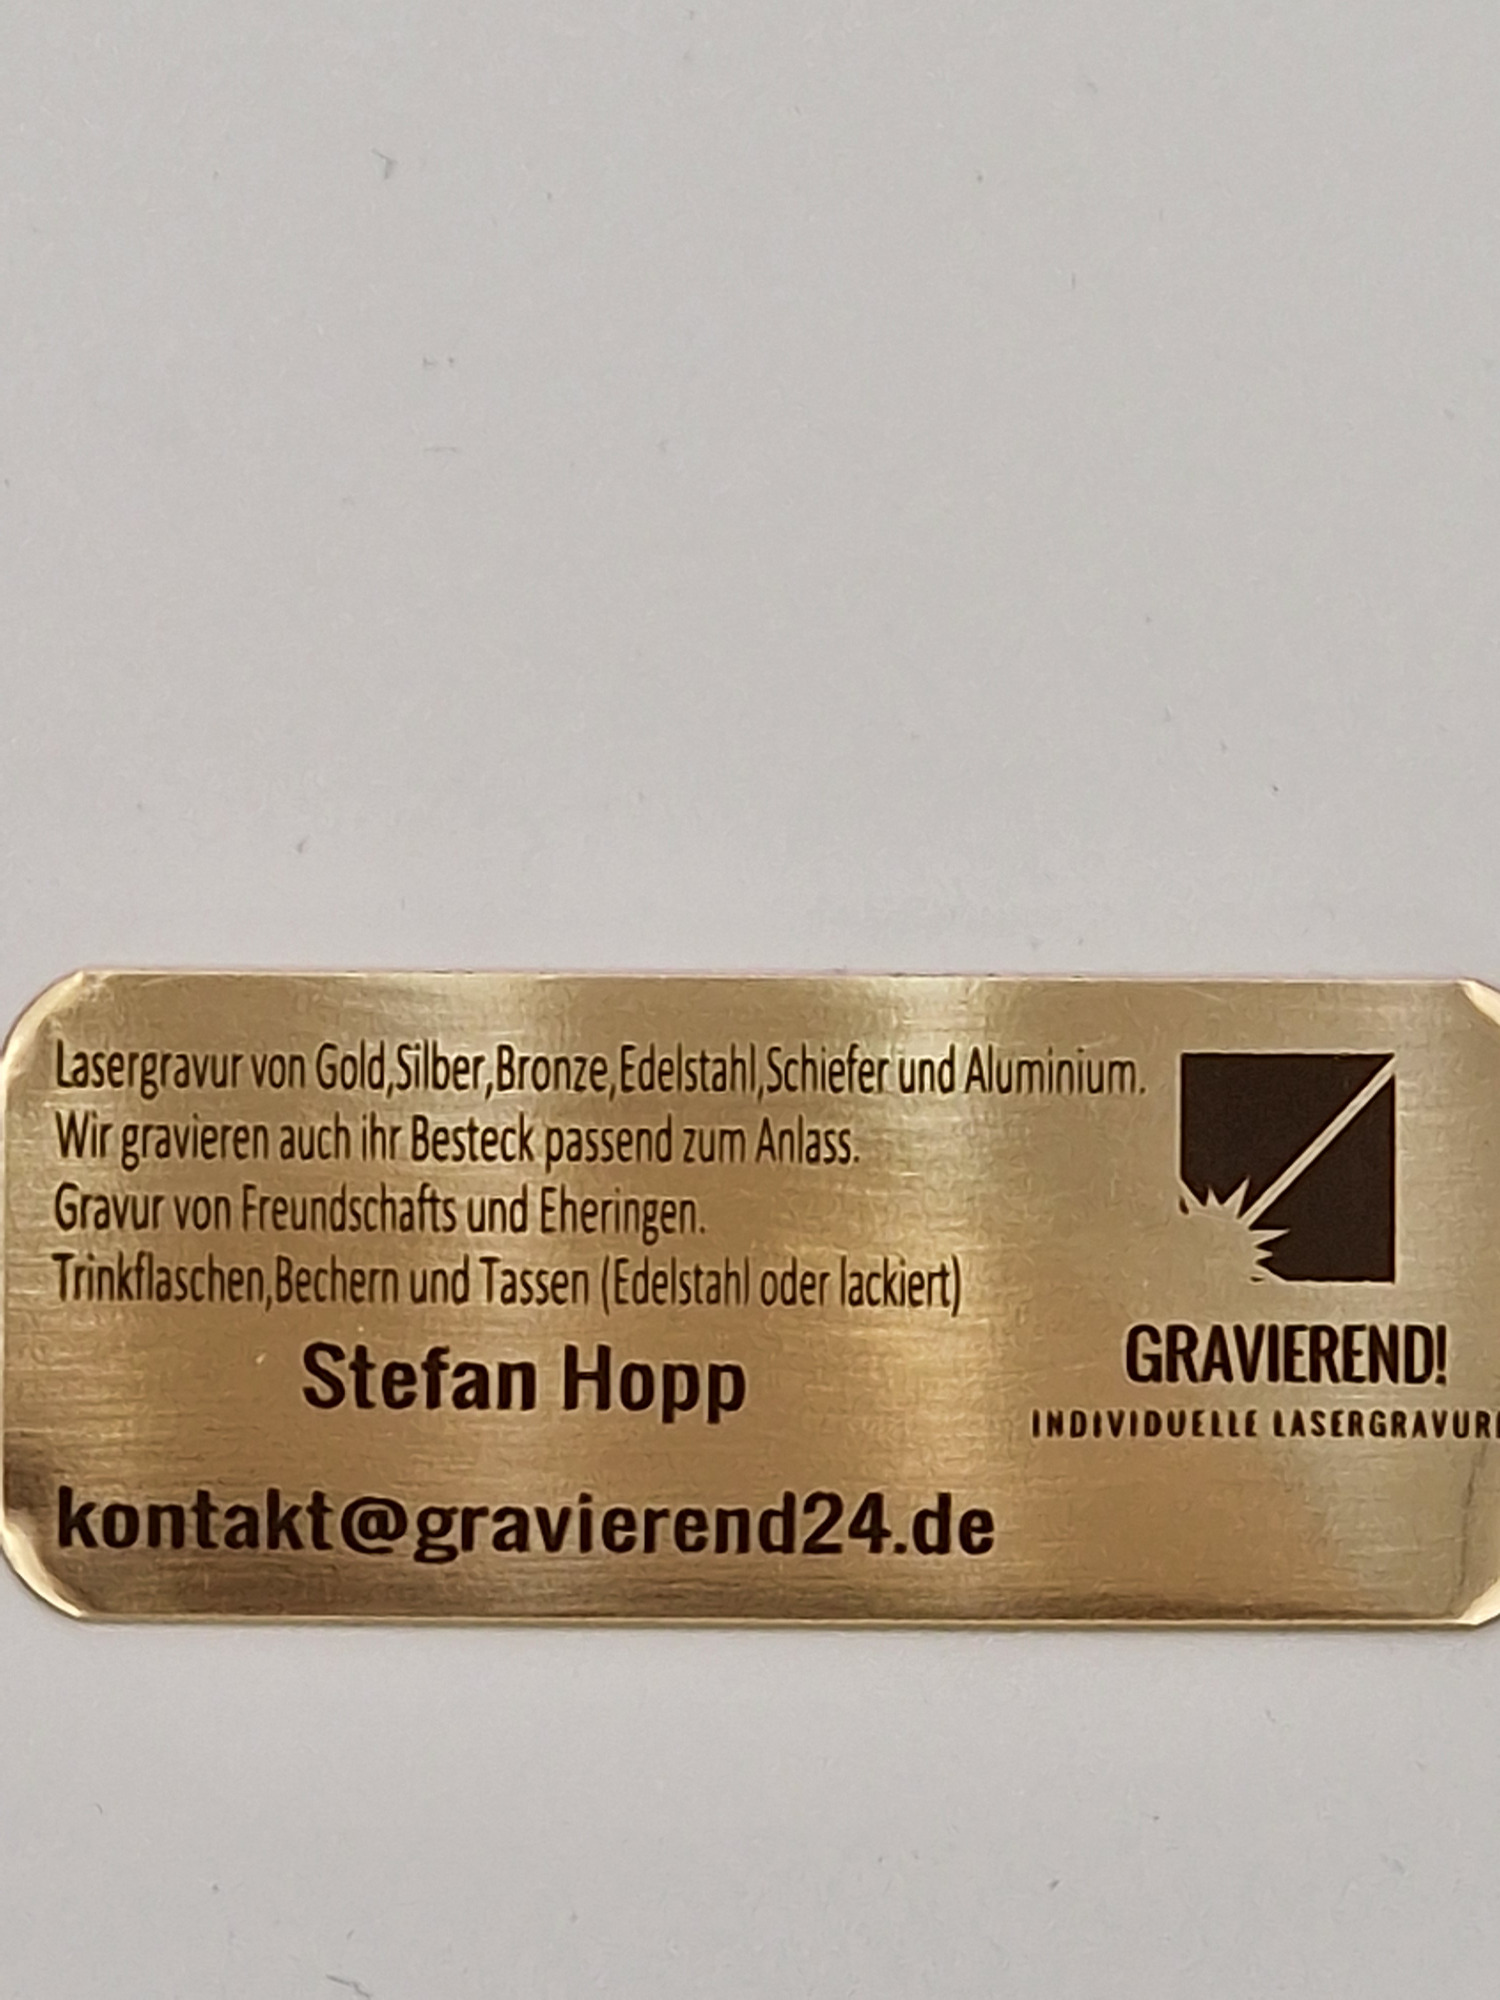 Lasergravur von Gold,Silber,Bronze,Edelstahl,Schiefer und Aluminium.
Wir gravieren auch ihr Besteck passend zum Anlass.
Gravur von Freundschafts und Eheringen.
Trinkflaschen,Bechern und Tassen (Edelstahl oder lackiert)
Stefan Hopp
kontakt@gravierend24.de
GRAVIEREND!
INDIVIDUELLE